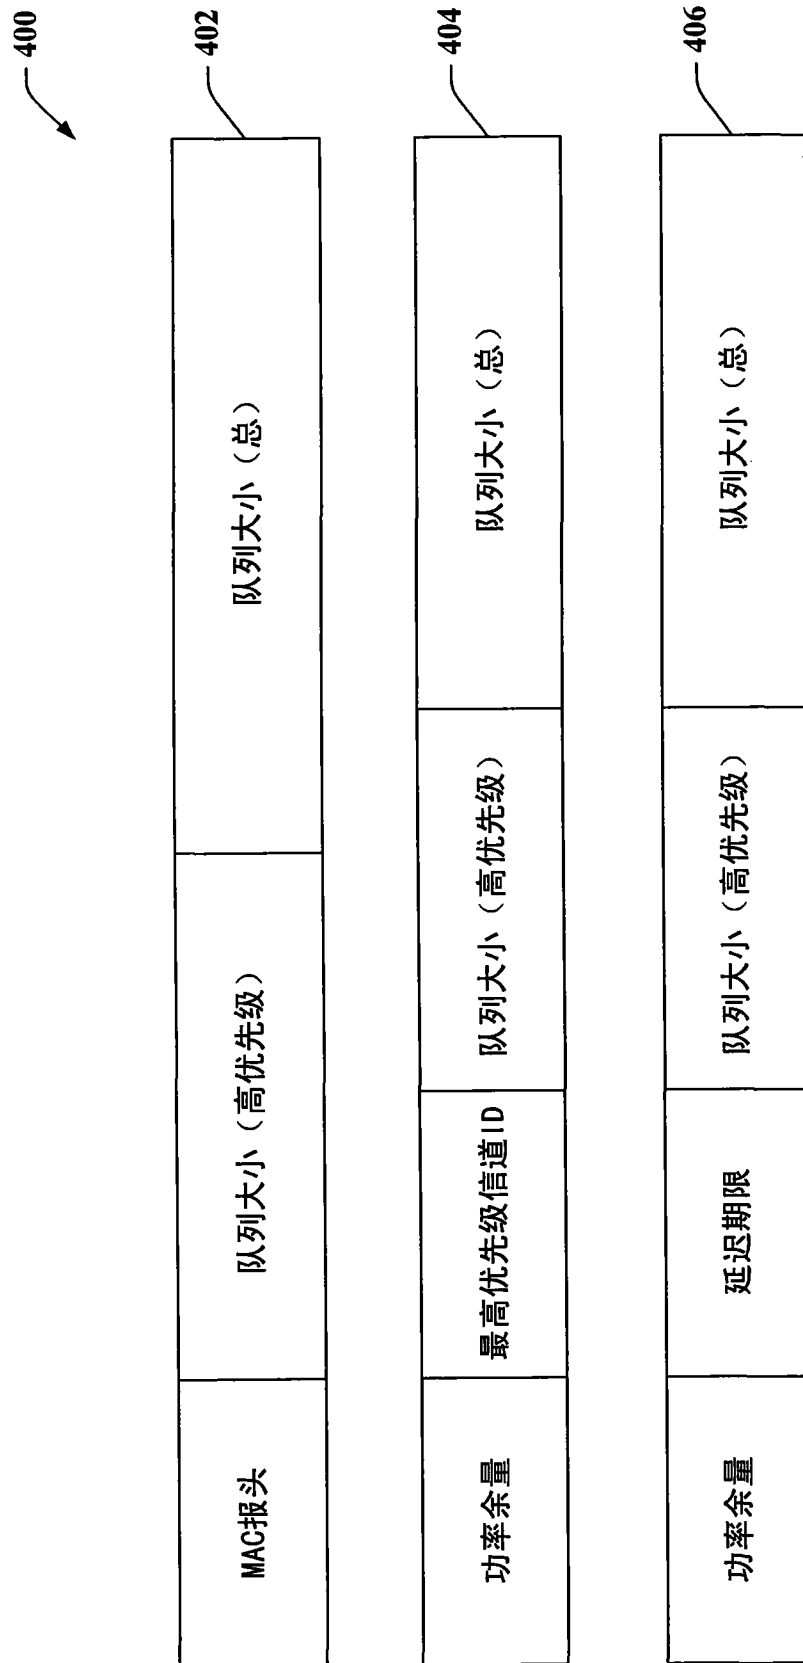 400
402
MAC报头
队列大小（高优先级）
队列大小（总）
404
功率余量
最高优先级信道ID
队列大小（高优先级）
队列大小（总）
406
功率余量
延迟期限
队列大小（高优先级）
队列大小（总）